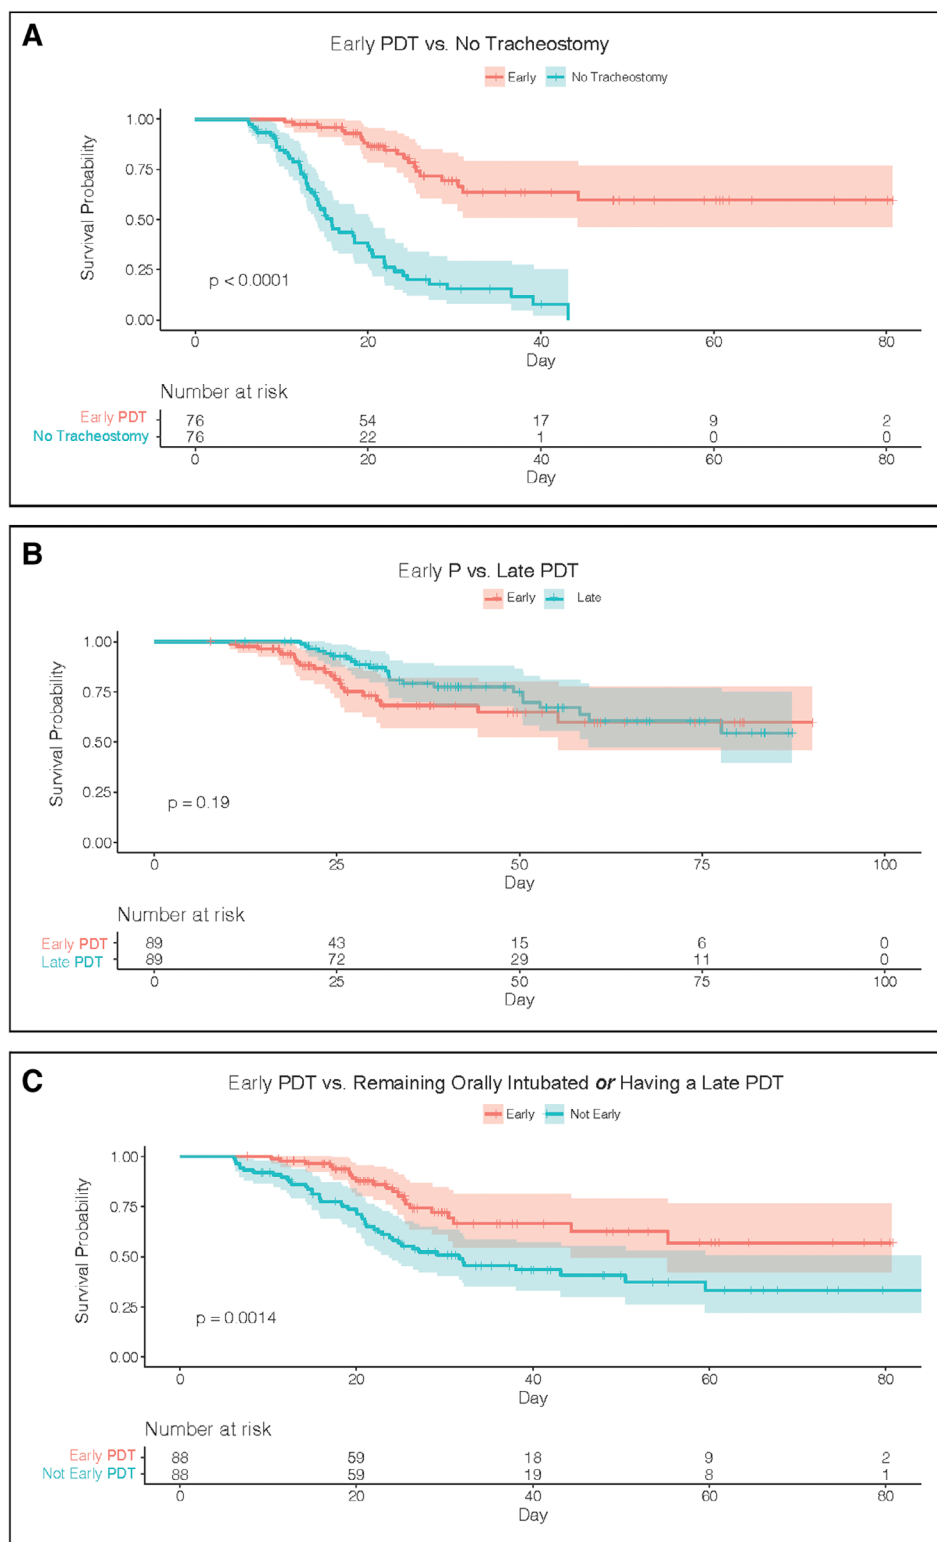 A
Early PDT vs. No Tracheostomy
Early No Tracheostomy
Survival Probability
1.00
0.75
0.50
0.25
0.00
p < 0.0001
0 20 40 60 80
Day
Number at risk
Early PDT 76 54 17 9 2
No Tracheostomy 76 22 1 0 0
0 20 40 60 80
Day
B
Early P vs. Late PDT
Early Late
Survival Probability
1.00
0.75
0.50
0.25
0.00
p = 0.19
0 25 50 75 100
Day
Number at risk
Early PDT 89 43 15 6 0
Late PDT 89 72 29 11 0
0 25 50 75 100
Day
C
Early PDT vs. Remaining Orally Intubated or Having a Late PDT
Early Not Early
Survival Probability
1.00
0.75
0.50
0.25
0.00
p = 0.0014
0 20 40 60 80
Day
Number at risk
Early PDT 88 59 18 9 2
Not Early PDT 88 59 19 8 1
0 20 40 60 80
Day